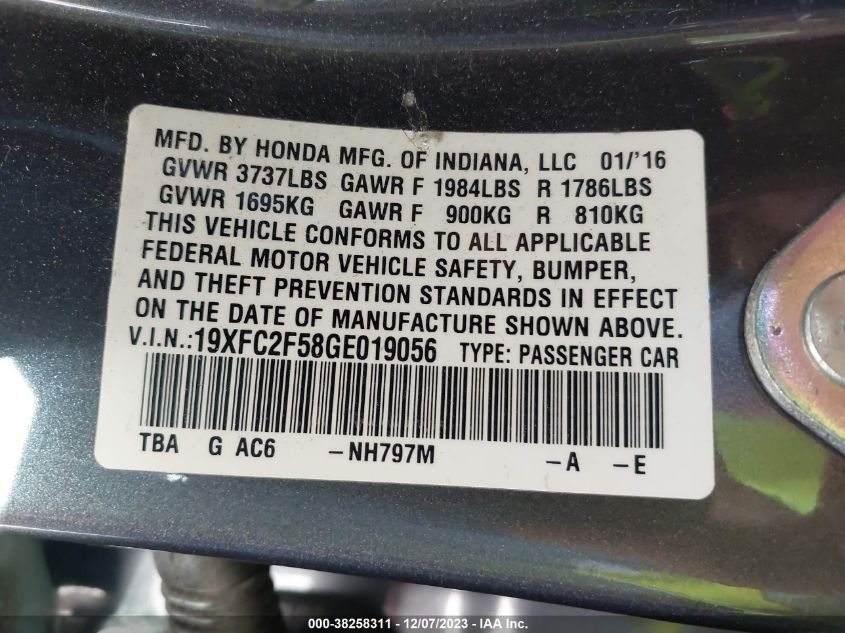 MFD. BY HONDA MFG. OF INDIANA, LLC 01/'16
GVWR 3737LBS GAWR F 1984LBS R 1786LBS
GVWR 1695KG GAWR F 900KG R 810KG
THIS VEHICLE CONFORMS TO ALL APPLICABLE
FEDERAL MOTOR VEHICLE SAFETY, BUMPER,
AND THEFT PREVENTION STANDARDS IN EFFECT
ON THE DATE OF MANUFACTURE SHOWN ABOVE.
V.I.N.:19XFC2F58GE019056 TYPE: PASSENGER CAR
TBA G AC6 -NH797M -A -E
000-38258311 - 12/07/2023 - IAA Inc.